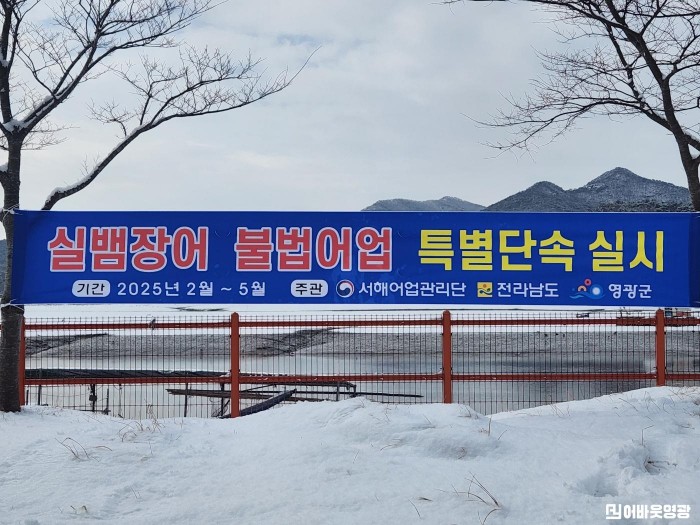 실뱀장어 불법어업 특별단속 실시
기간 2025년 2월 ~ 5월 주관 서해어업관리단 전라남도 영광군
어바웃영광